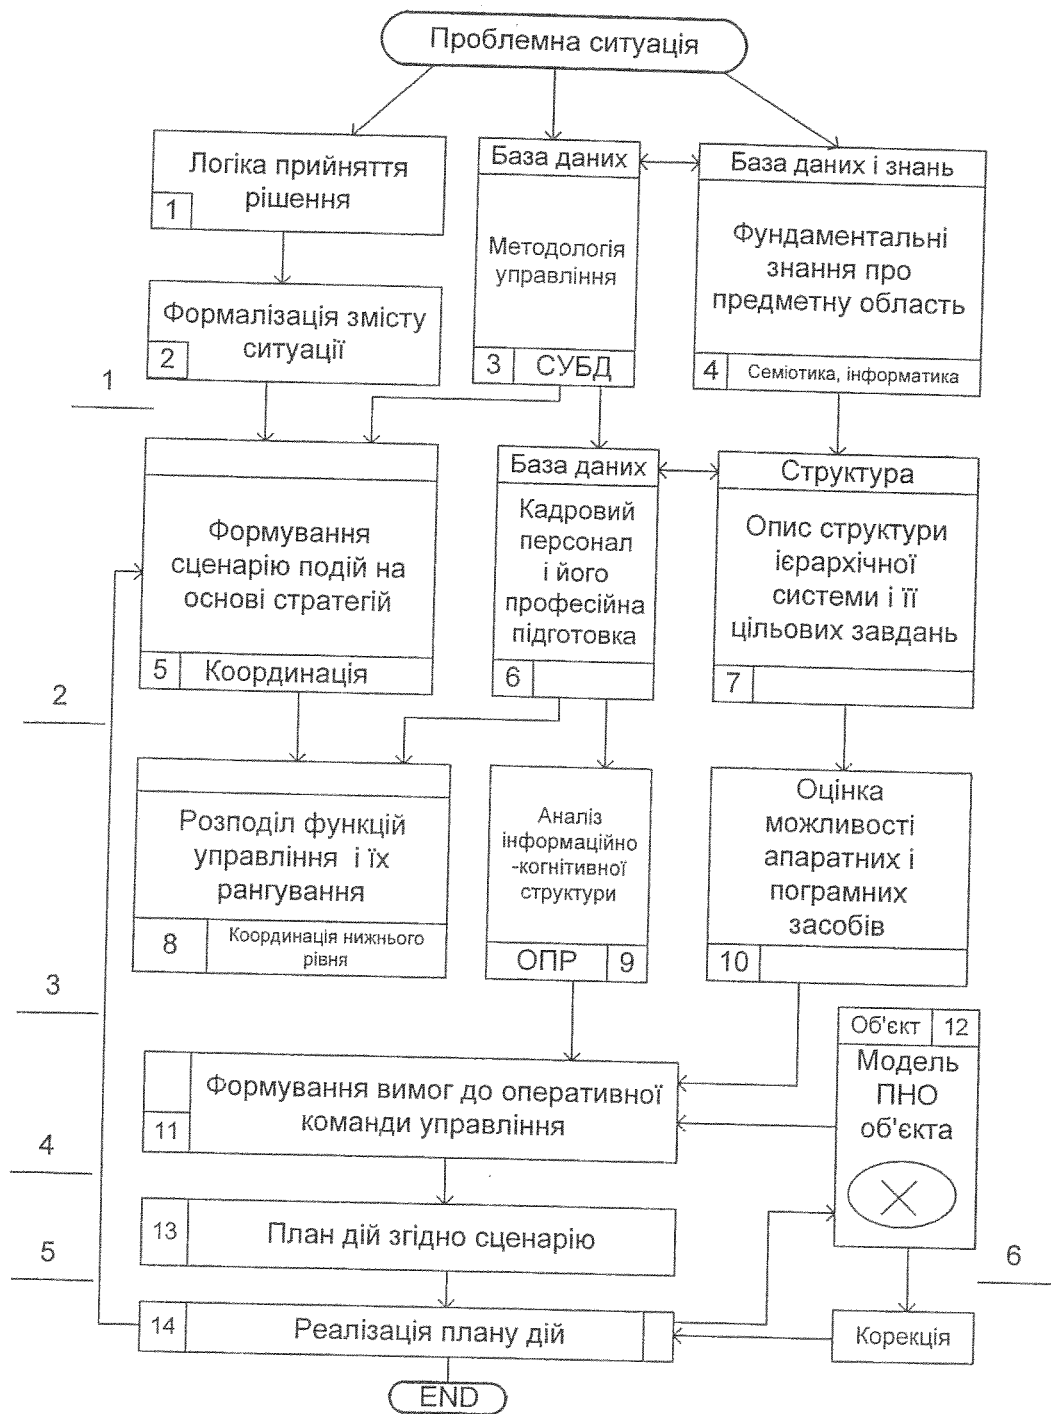 Проблемна ситуація
Логіка прийняття
рішення
1
База даних
Методологія
управління
3
СУБД
База даних і знань
Фундаментальні
знання про
предметну область
4
Семіотика, інформатика
Формалізація змісту
ситуації
2
1
Формування
сценарію подій на
основі стратегій
5
Координація
База даних
Кадровий
персонал
і його
професійна
підготовка
6
Структура
Опис структури
ієрархічної
системи і її
цільових завдань
7
2
Розподіл функцій
управління і їх
рангування
8
Координація нижнього
рівня
Аналіз
інформаційно
-когнітивної
структури
ОПР
9
Оцінка
можливості
апаратних і
пограмних
засобів
10
3
Об'єкт
12
Модель
ПНО
об'єкта
Формування вимог до оперативної
команди управління
11
4
13
План дій згідно сценарію
5
6
14
Реалізація плану дій
Корекція
END